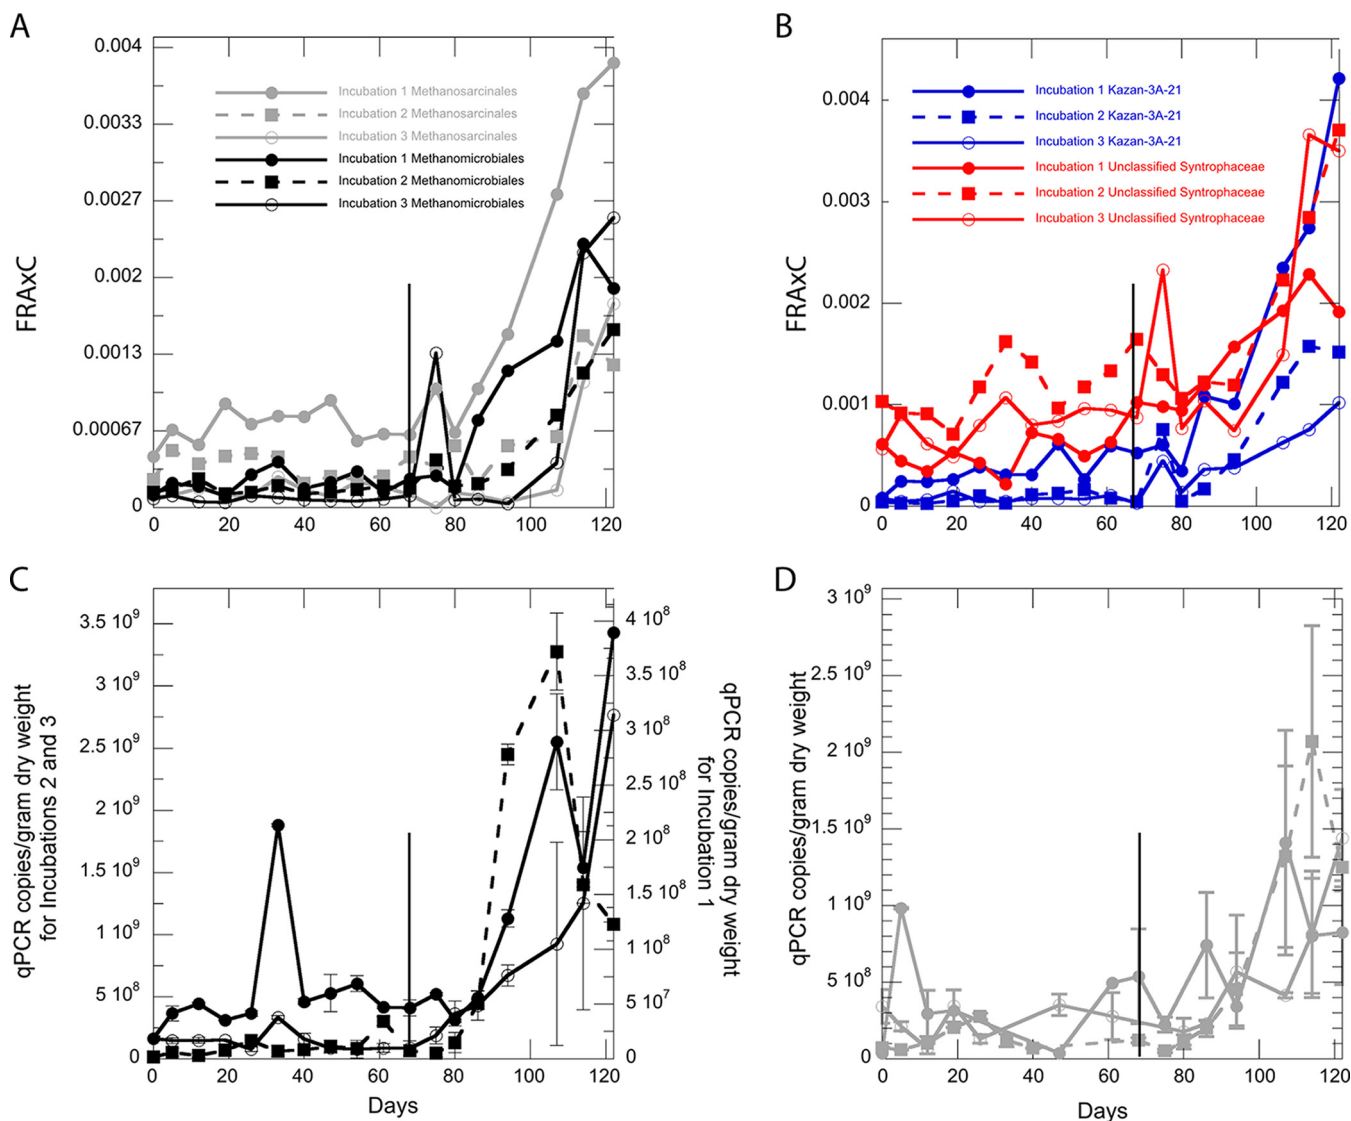 A
FRAxC
0.004
0.0033
0.0027
0.002
0.0013
0.00067
0
Incubation 1 Methanosarcinales
Incubation 2 Methanosarcinales
Incubation 3 Methanosarcinales
Incubation 1 Methanomicrobiales
Incubation 2 Methanomicrobiales
Incubation 3 Methanomicrobiales
0 20 40 60 80 100 120
B
FRAxC
0.004
0.003
0.002
0.001
0
Incubation 1 Kazan-3A-21
Incubation 2 Kazan-3A-21
Incubation 3 Kazan-3A-21
Incubation 1 Unclassified Syntrophaceae
Incubation 2 Unclassified Syntrophaceae
Incubation 3 Unclassified Syntrophaceae
0 20 40 60 80 100 120
C
qPCR copies/gram dry weight
for Incubations 2 and 3
3.5 10⁹
3 10⁹
2.5 10⁹
2 10⁹
1.5 10⁹
1 10⁹
5 10⁸
0
4 10⁸
3.5 10⁸
3 10⁸
2.5 10⁸
2 10⁸
1.5 10⁸
1 10⁸
5 10⁷
0
qPCR copies/gram dry weight
for Incubation 1
0 20 40 60 80 100 120
Days
D
qPCR copies/gram dry weight
3 10⁹
2.5 10⁹
2 10⁹
1.5 10⁹
1 10⁹
5 10⁸
0
0 20 40 60 80 100 120
Days